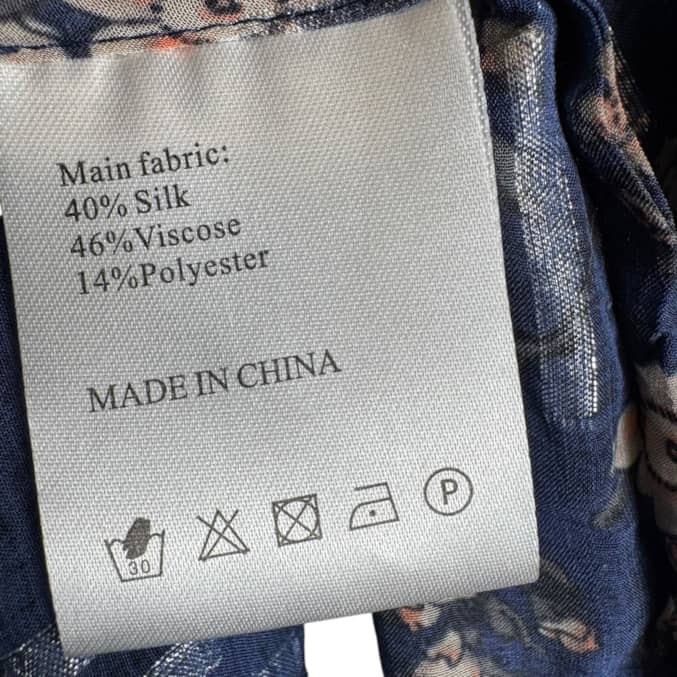 Main fabric:
40% Silk
46%Viscose
14%Polyester
MADE IN CHINA
30
P